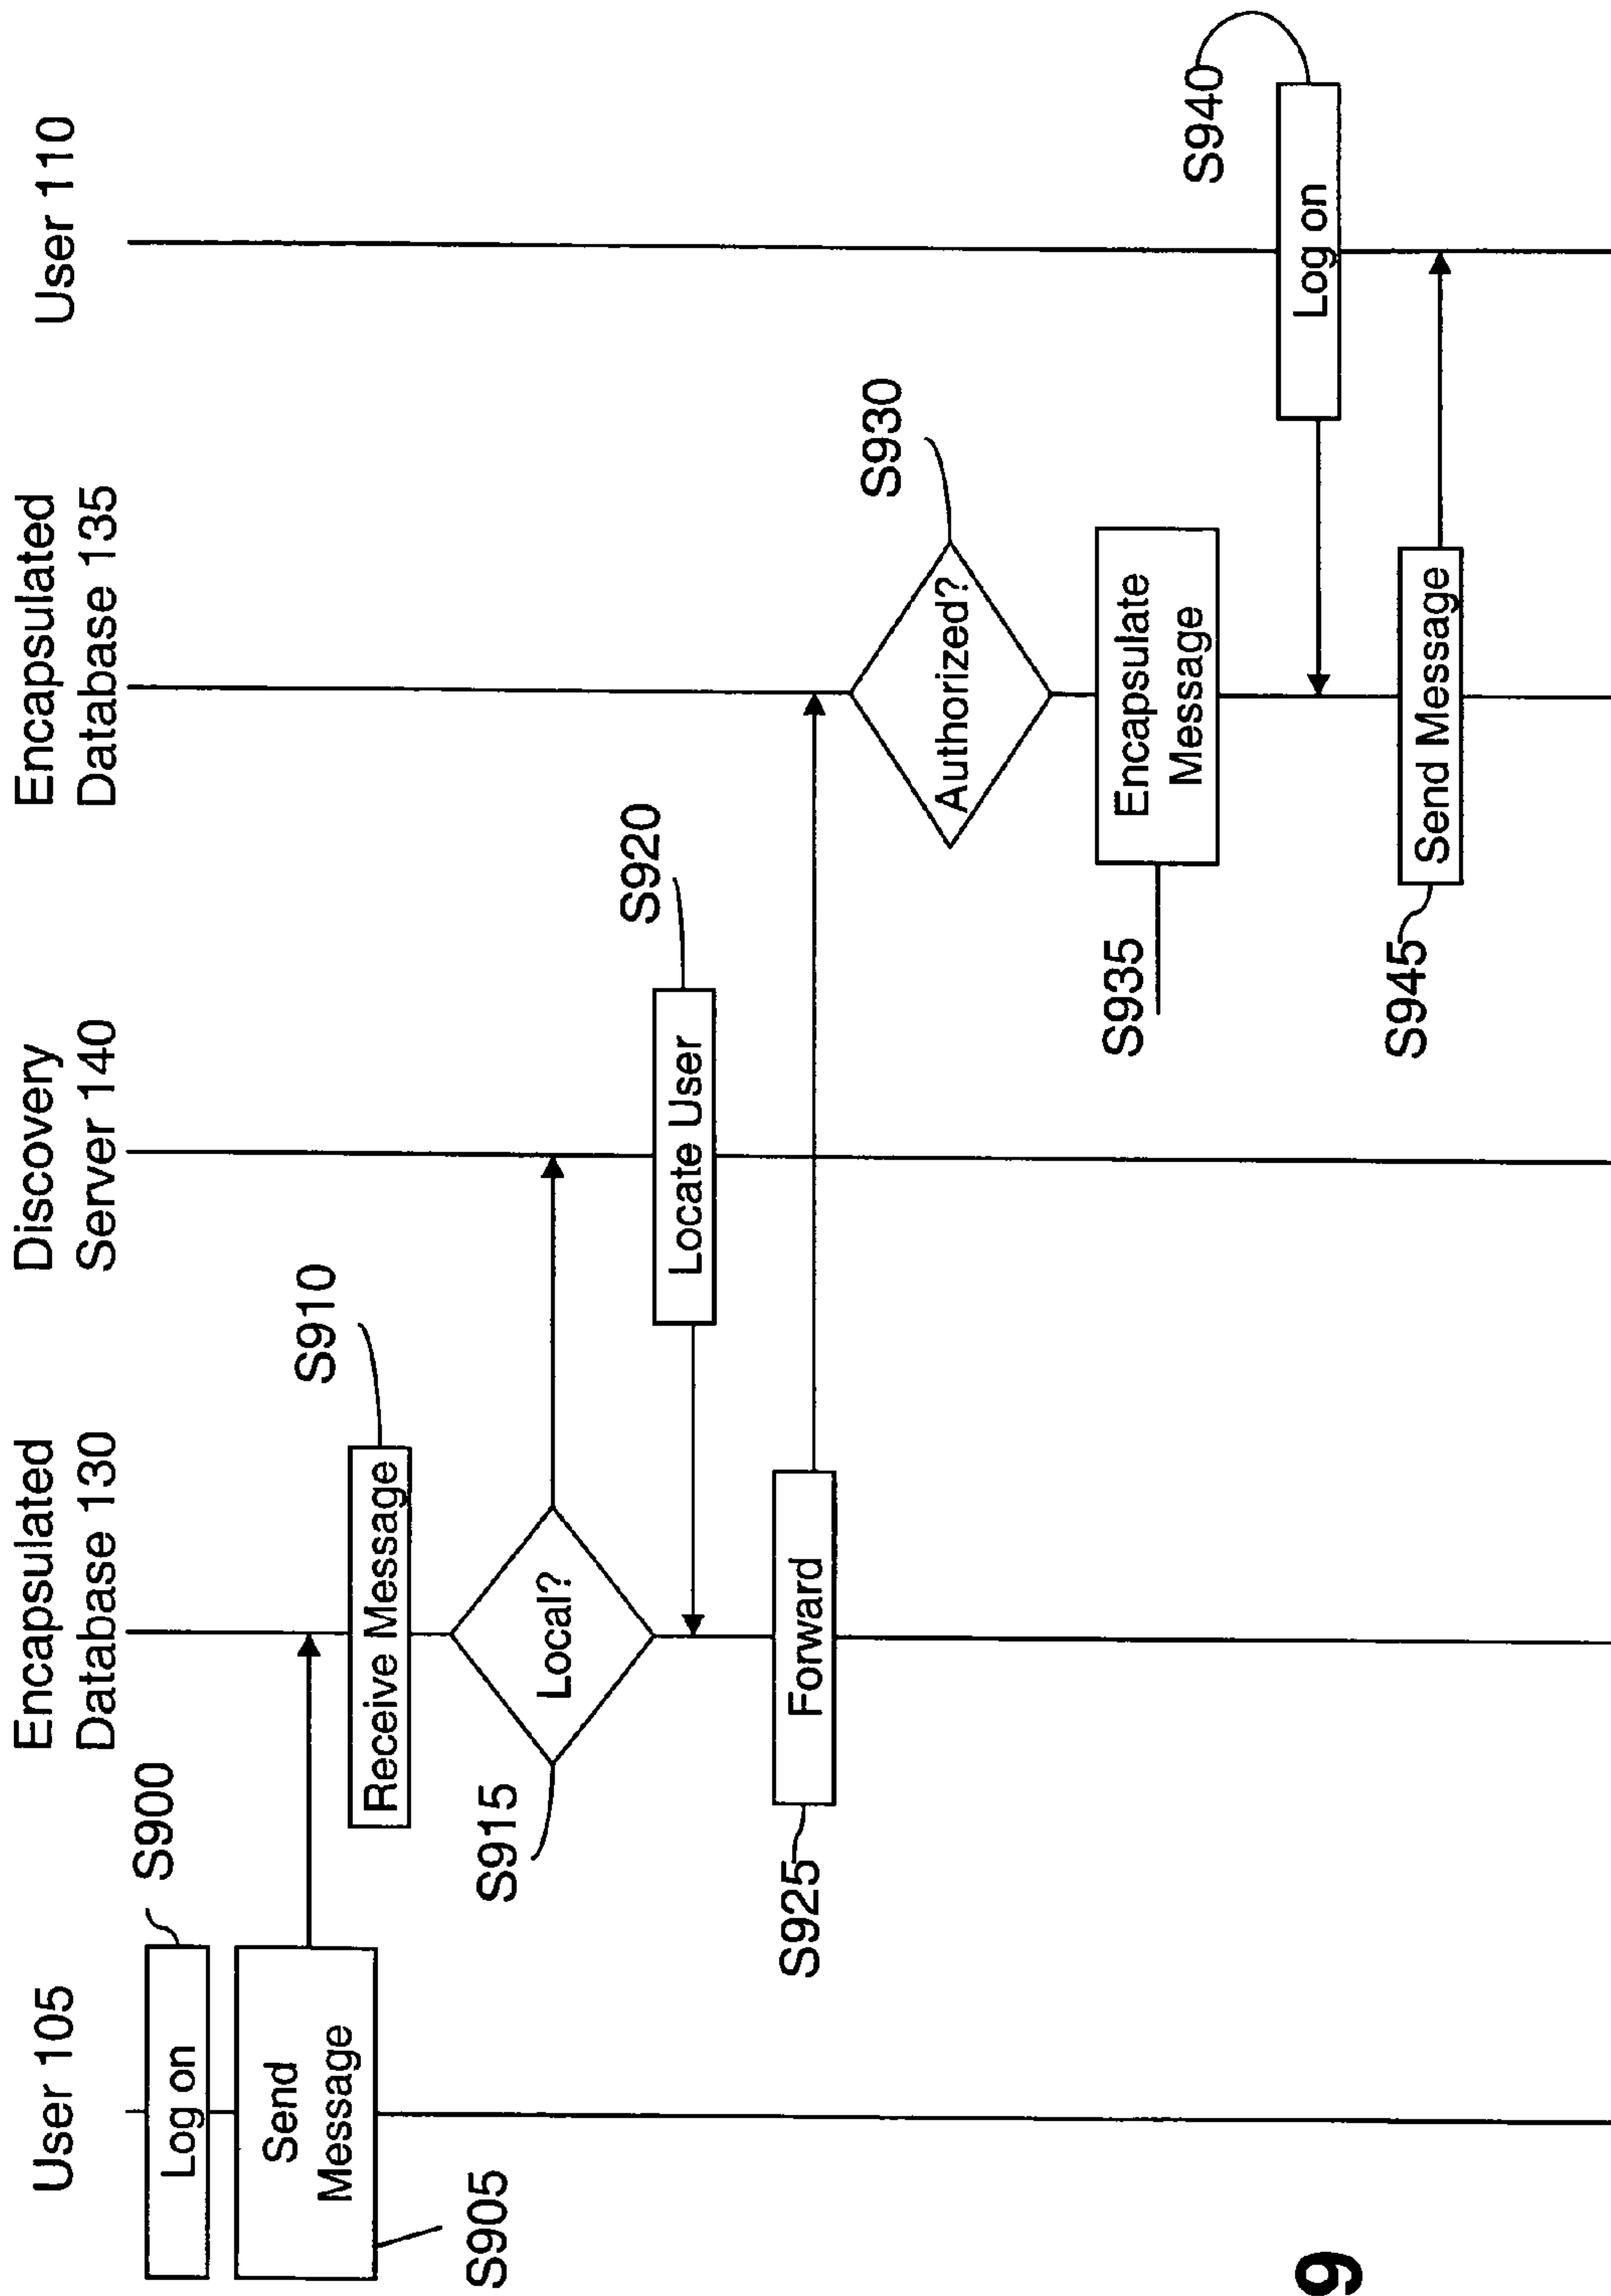 User 105
Encapsulated
Database 130
Discovery
Server 140
Encapsulated
Database 135
User 110
Log on
S900
Send
Message
S905
Receive Message
S910
Local?
S915
Locate User
S920
Forward
S925
Authorized?
S930
Encapsulate
Message
S935
Log on
S940
Send Message
S945
9